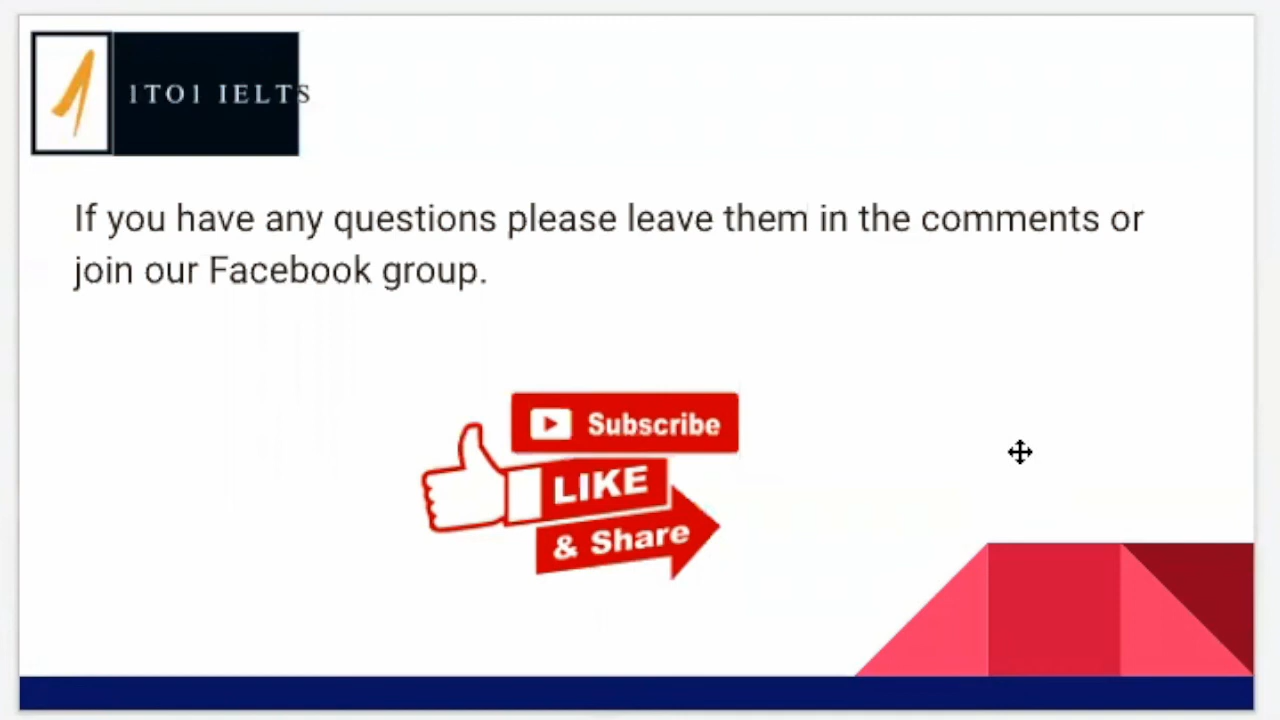 1TO1 IELTS
If you have any questions please leave them in the comments or
join our Facebook group.
Subscribe
LIKE
& Share